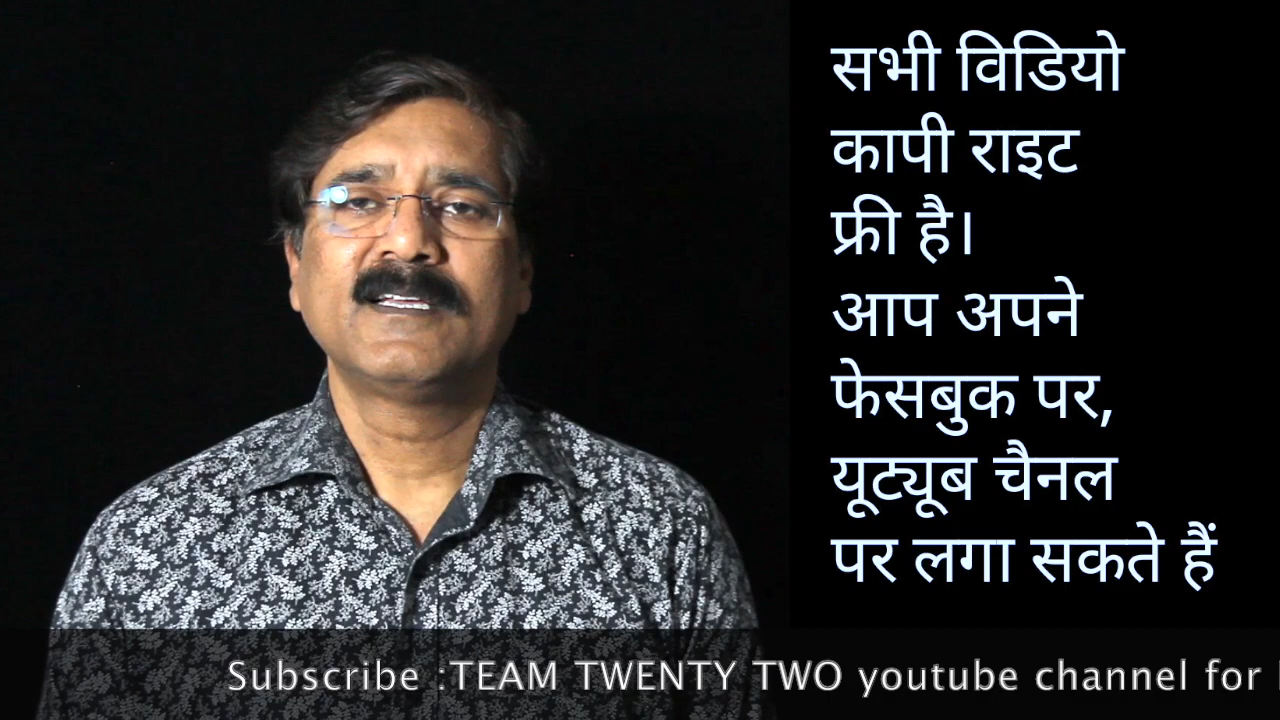 सभी विडियो
कापी राइट
फ्री है।
आप अपने
फेसबुक पर,
यूट्यूब चैनल
पर लगा सकते हैं
Subscribe :TEAM TWENTY TWO youtube channel for